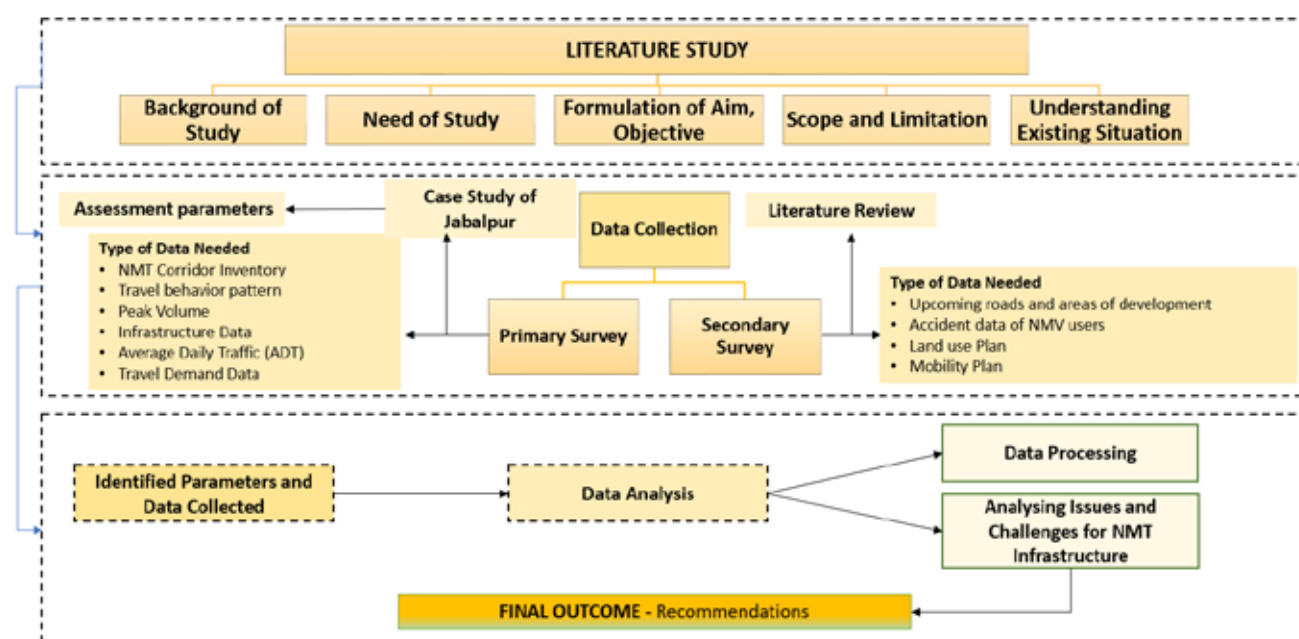 LITERATURE STUDY
Background of
Study
Need of Study
Formulation of Aim,
Objective
Scope and Limitation
Understanding
Existing Situation
Assessment parameters
Case Study of
Jabalpur
Data Collection
Literature Review
Type of Data Needed
• NMT Corridor Inventory
• Travel behavior pattern
• Peak Volume
• Infrastructure Data
• Average Daily Traffic (ADT)
• Travel Demand Data
Primary Survey
Secondary
Survey
Type of Data Needed
• Upcoming roads and areas of development
• Accident data of NMV users
• Land use Plan
• Mobility Plan
Identified Parameters and
Data Collected
Data Analysis
Data Processing
Analysing Issues and
Challenges for NMT
Infrastructure
FINAL OUTCOME - Recommendations